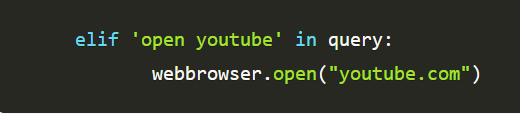 elif 'open youtube' in query:
webbrowser.open("youtube.com")